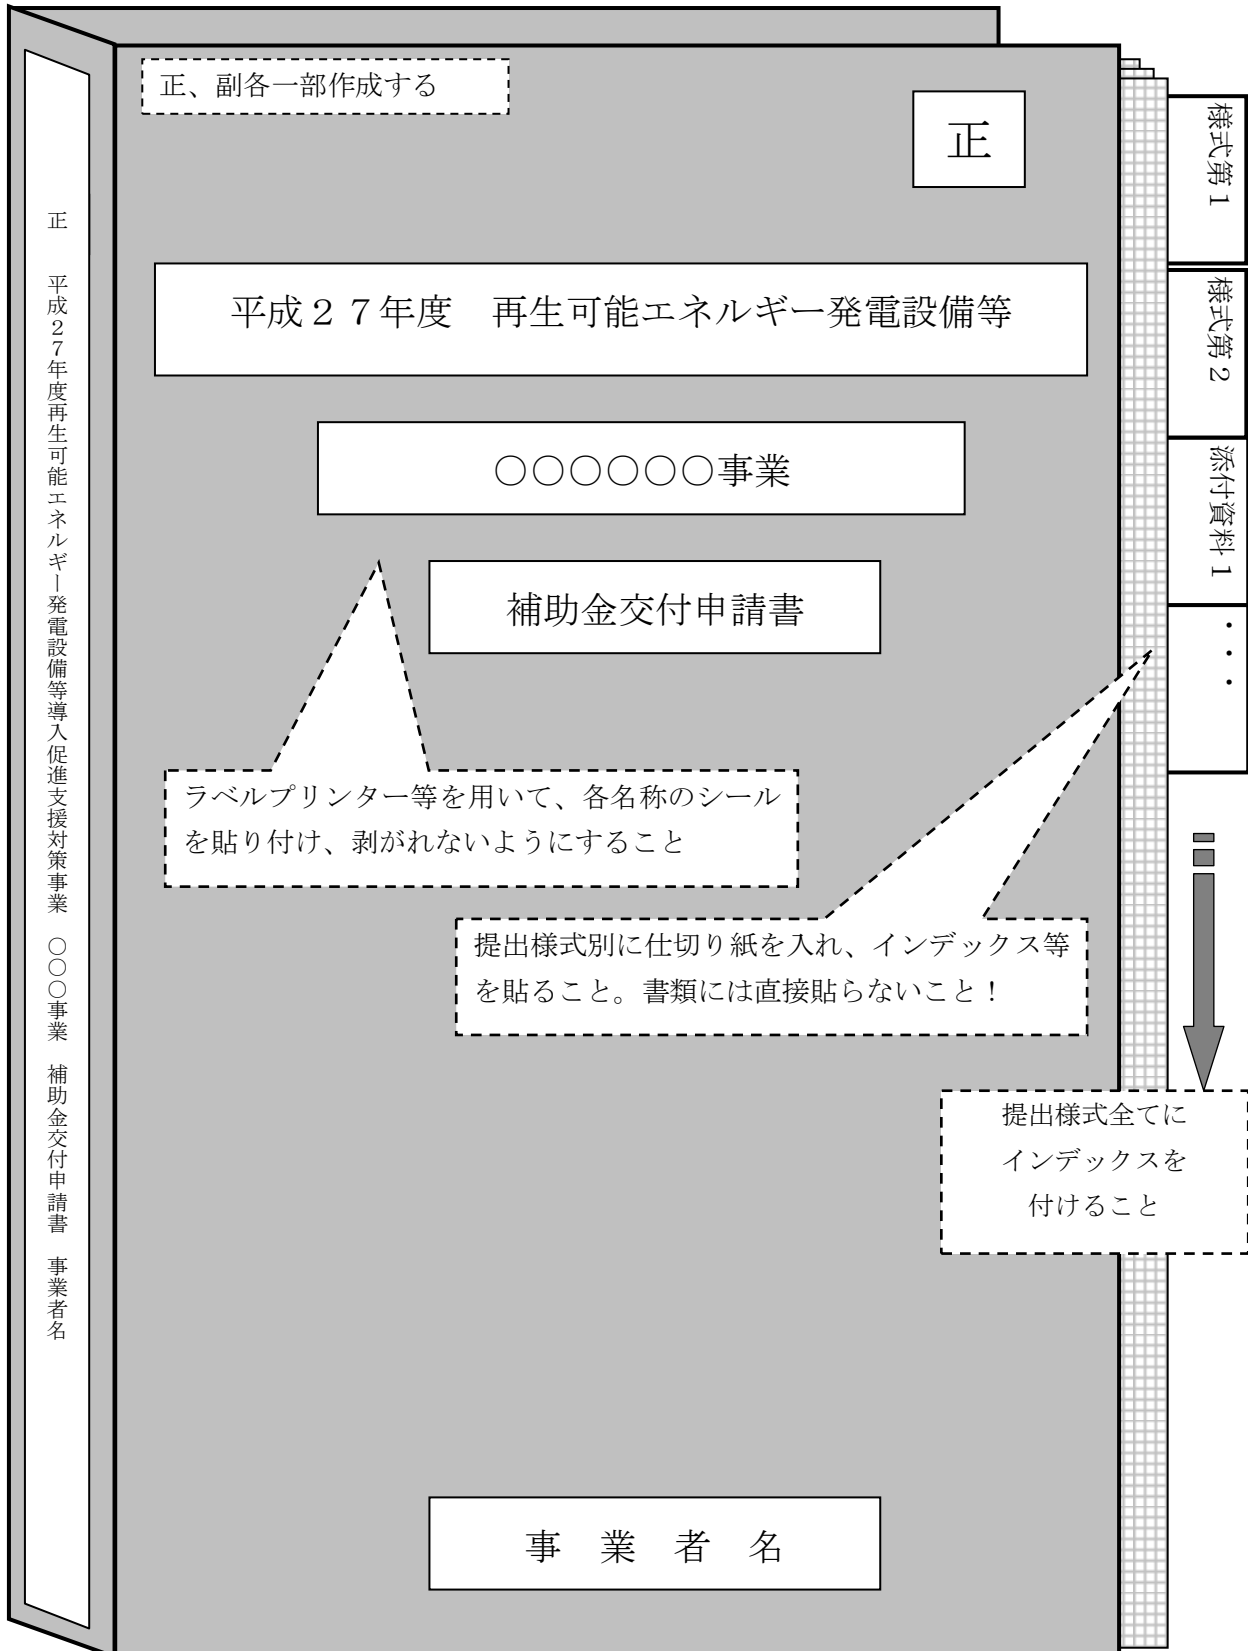 正、副各一部作成する
正
平成２７年度　再生可能エネルギー発電設備等
○○○○○○事業
補助金交付申請書
ラベルプリンター等を用いて、各名称のシール
を貼り付け、剥がれないようにすること
提出様式別に仕切り紙を入れ、インデックス等
を貼ること。書類には直接貼らないこと！
提出様式全てに
インデックスを
付けること
事　業　者　名
正　平成２７年度再生可能エネルギー発電設備等導入促進支援対策事業　○○○事業　補助金交付申請書　事業者名
様式第１
様式第２
添付資料１
・・・